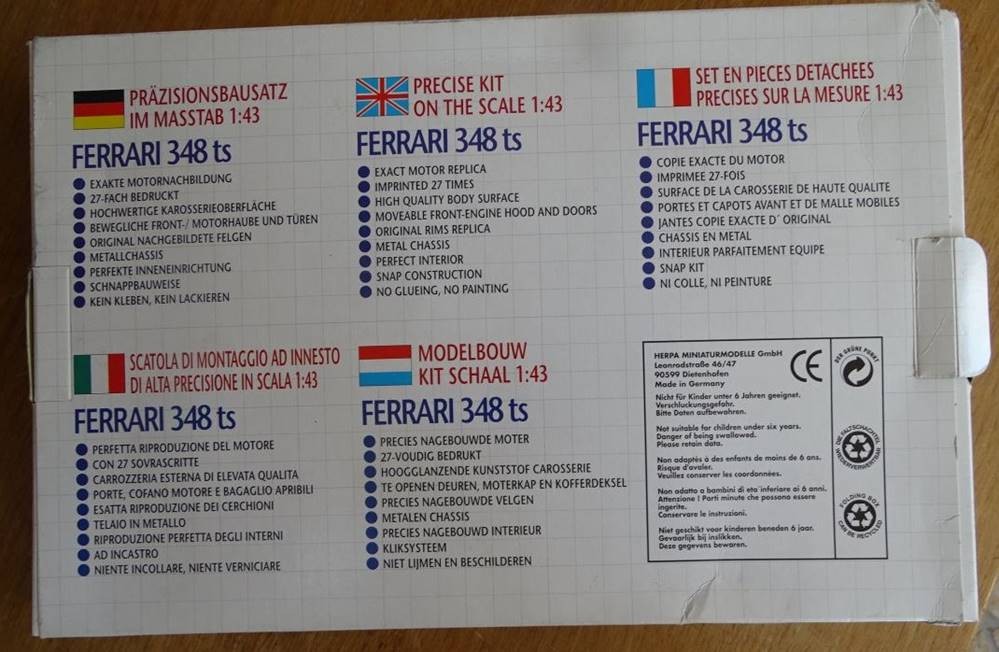 PRÄZISIONSBAUSATZ
IM MASSTAB 1:43
FERRARI 348 ts
EXAKTE MOTORNACHBILDUNG
27-FACH BEDRUCKT
HOCHWERTIGE KAROSSERIEOBERFLÄCHE
BEWEGLICHE FRONT-/ MOTORHAUBE UND TÜREN
ORIGINAL NACHGEBILDETE FELGEN
METALLCHASSIS
PERFEKTE INNENEINRICHTUNG
SCHNAPPBAUWEISE
KEIN KLEBEN, KEIN LACKIEREN
PRECISE KIT
ON THE SCALE 1:43
FERRARI 348 ts
EXACT MOTOR REPLICA
IMPRINTED 27 TIMES
HIGH QUALITY BODY SURFACE
MOVEABLE FRONT-ENGINE HOOD AND DOORS
ORIGINAL RIMS REPLICA
METAL CHASSIS
PERFECT INTERIOR
SNAP CONSTRUCTION
NO GLUEING, NO PAINTING
SET EN PIECES DETACHEES
PRECISES SUR LA MESURE 1:43
FERRARI 348 ts
COPIE EXACTE DU MOTOR
IMPRIMEE 27-FOIS
SURFACE DE LA CAROSSERIE DE HAUTE QUALITE
PORTES ET CAPOTS AVANT ET DE MALLE MOBILES
JANTES COPIE EXACTE D´ ORIGINAL
CHASSIS EN METAL
INTERIEUR PARFAITEMENT EQUIPE
SNAP KIT
NI COLLE, NI PEINTURE
SCATOLA DI MONTAGGIO AD INNESTO
DI ALTA PRECISIONE IN SCALA 1:43
FERRARI 348 ts
PERFETTA RIPRODUZIONE DEL MOTORE
CON 27 SOVRASCRITTE
CARROZZERIA ESTERNA DI ELEVATA QUALITA
PORTE, COFANO MOTORE E BAGAGLIO APRIBILI
ESATTA RIPRODUZIONE DEI CERCHIONI
TELAIO IN METALLO
RIPRODUZIONE PERFETTA DEGLI INTERNI
AD INCASTRO
NIENTE INCOLLARE, NIENTE VERNICIARE
MODELBOUW
KIT SCHAAL 1:43
FERRARI 348 ts
PRECIES NAGEBOUWDE MOTER
27-VOUDIG BEDRUKT
HOOGGLANZENDE KUNSTSTOF CAROSSERIE
TE OPENEN DEUREN, MOTERKAP EN KOFFERDEKSEL
PRECIES NAGEBOUWDE VELGEN
METALEN CHASSIS
PRECIES NAGEBOUWD INTERIEUR
KLIKSYSTEEM
NIET LIJMEN EN BESCHILDEREN
HERPA MINIATURMODELLE GmbH
Leonrodstraße 46/47
90599 Dietenhofen
Made in Germany
CE
Nicht für Kinder unter 6 Jahren geeignet.
Verschluckungsgefahr.
Bitte Daten aufbewahren.
Not suitable for children under six years.
Danger of being swallowed.
Please retain data.
Non adaptés à des enfants de moins de 6 ans.
Risque d'avaler.
Veuillez conserver les coordonnées.
Non adatto a bambini di eta inferiore ai 6 anni.
Attenzione ! Parti minute che possono essere
ingerite.
Conservare le instruzioni.
Niet geschikt voor kinderen beneden 6 jaar.
Gevaarlijk bij inslikken.
Deze gegevens bewaren.
DER GRÜNE PUNKT
DIE FALTSCHACHTEL
WIEDERVERWERTBAR
FOLDING BOX
CAN BE RECYCLED